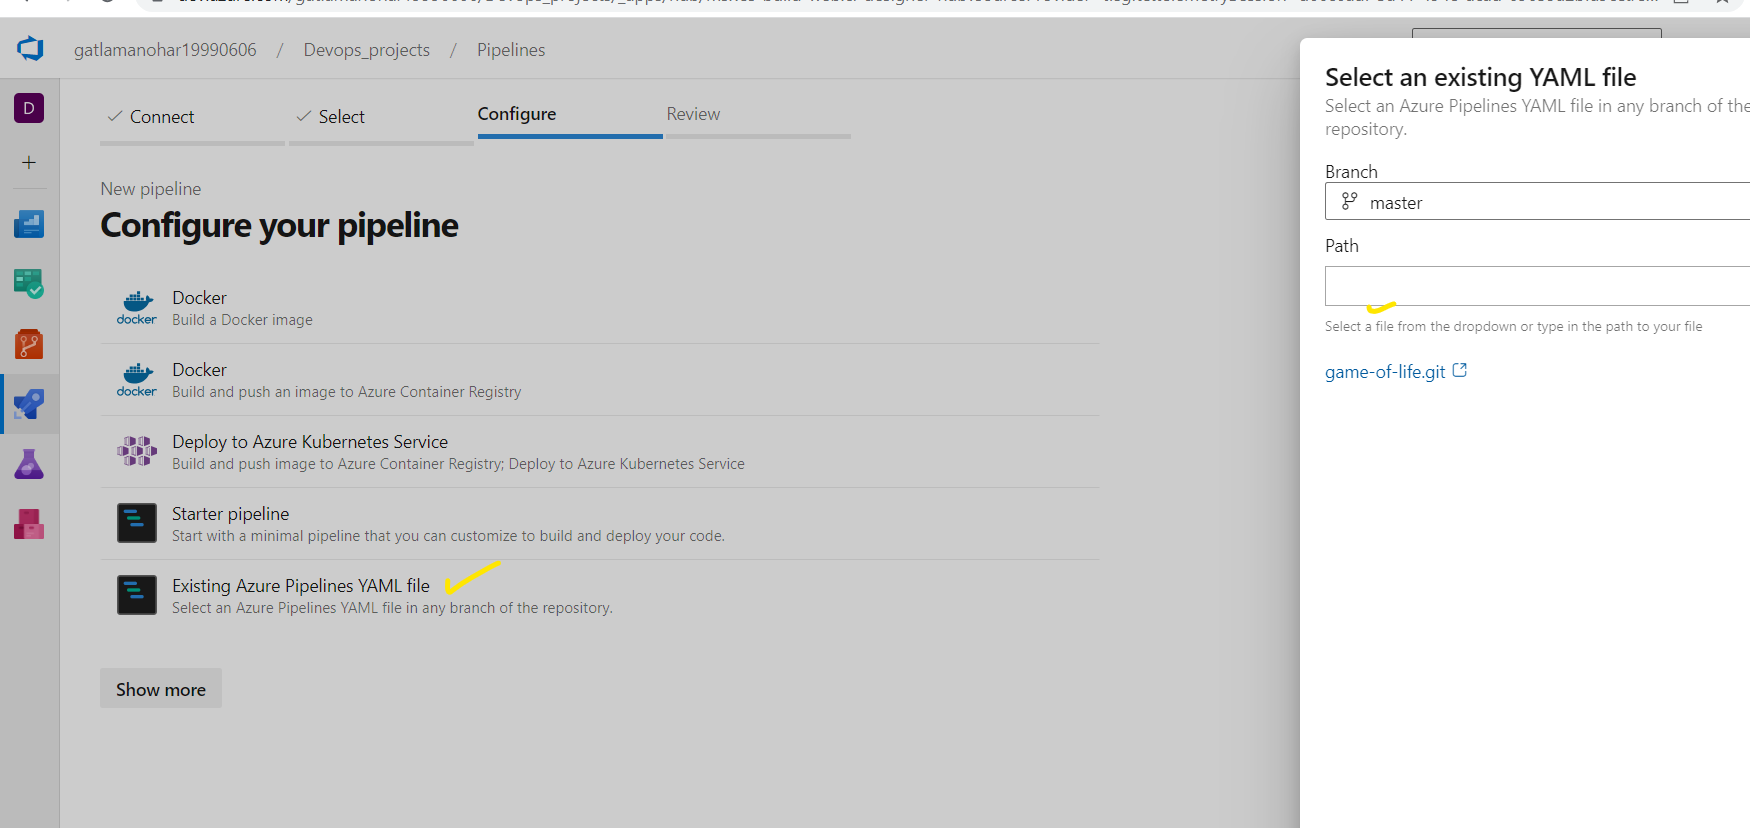 gatlamanohar19990606 / Devops_projects / Pipelines
D
Connect
Select
Configure
Review
New pipeline
Configure your pipeline
docker
Docker
Build a Docker image
docker
Docker
Build and push an image to Azure Container Registry
Deploy to Azure Kubernetes Service
Build and push image to Azure Container Registry; Deploy to Azure Kubernetes Service
Starter pipeline
Start with a minimal pipeline that you can customize to build and deploy your code.
Existing Azure Pipelines YAML file
Select an Azure Pipelines YAML file in any branch of the repository.
Show more
Select an existing YAML file
Select an Azure Pipelines YAML file in any branch of the
repository.
Branch
master
Path
Select a file from the dropdown or type in the path to your file
game-of-life.git